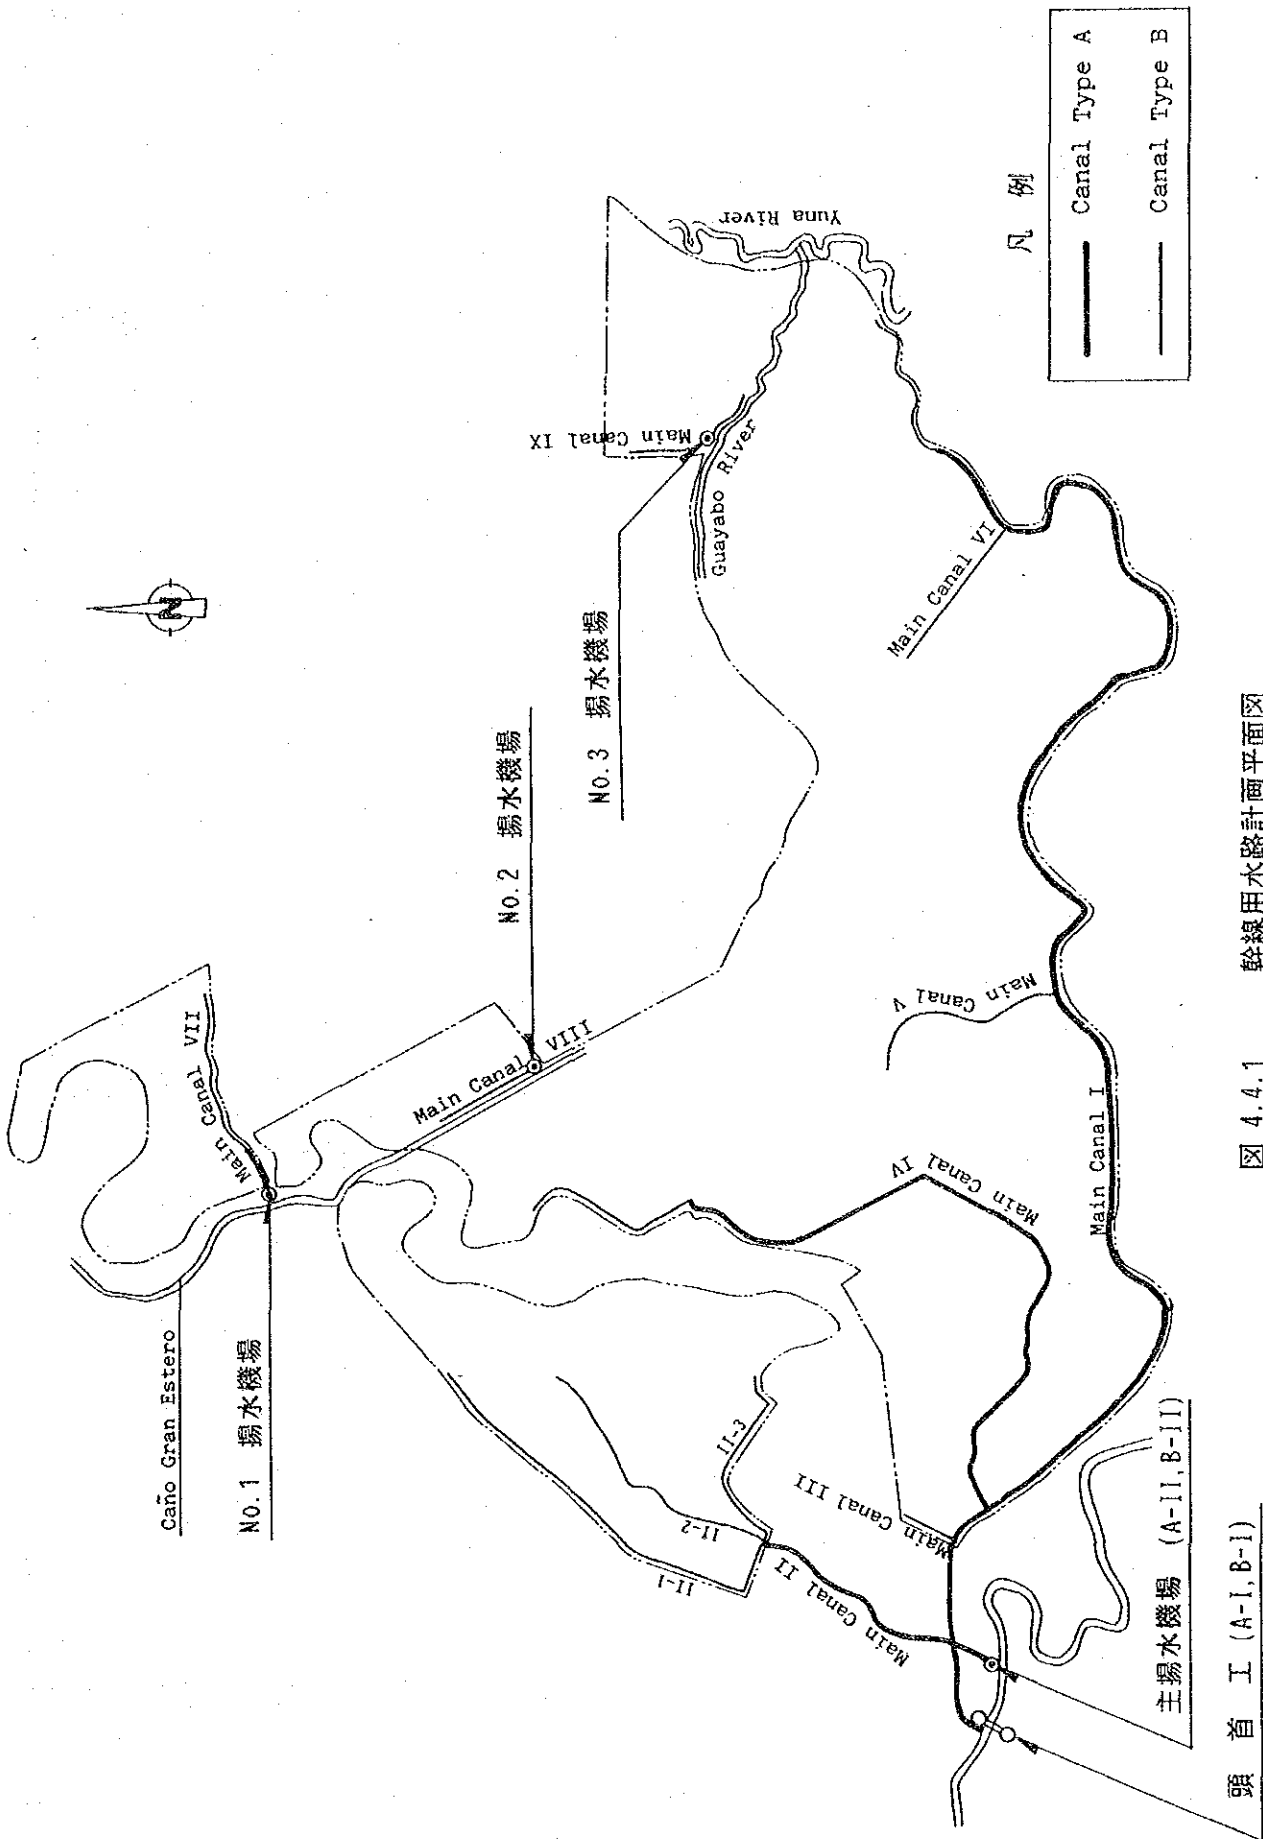 Caño Gran Estero
No.1 揚水機場
Main Canal VII
Main Canal VIII
No.2 揚水機場
No.3 揚水機場
Main Canal IX
Guayabo River
Yuna River
N
II-1
II-2
II-3
Main Canal II
Main Canal III
Main Canal IV
Main Canal V
Main Canal VI
Main Canal I
主揚水機場 (A-II,B-II)
頭 首 工 (A-I,B-I)
凡 例
Canal Type A
Canal Type B
図 4.4.1 幹線用水路計画平面図